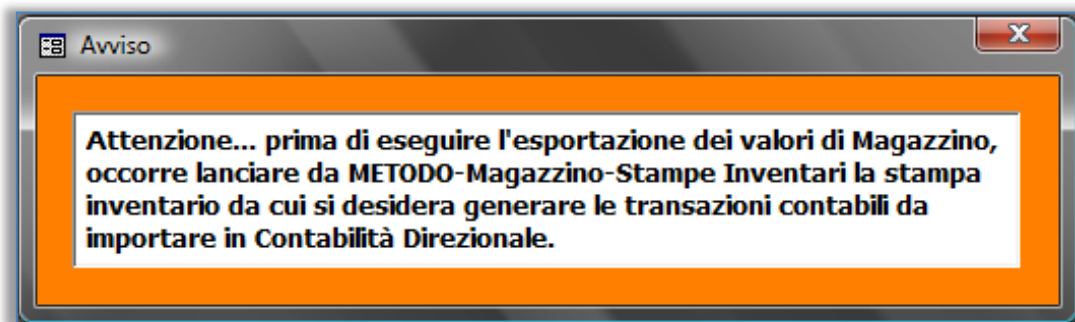 Avviso
Attenzione... prima di eseguire l'esportazione dei valori di Magazzino,
occorre lanciare da METODO-Magazzino-Stampe Inventari la stampa
inventario da cui si desidera generare le transazioni contabili da
importare in Contabilità Direzionale.